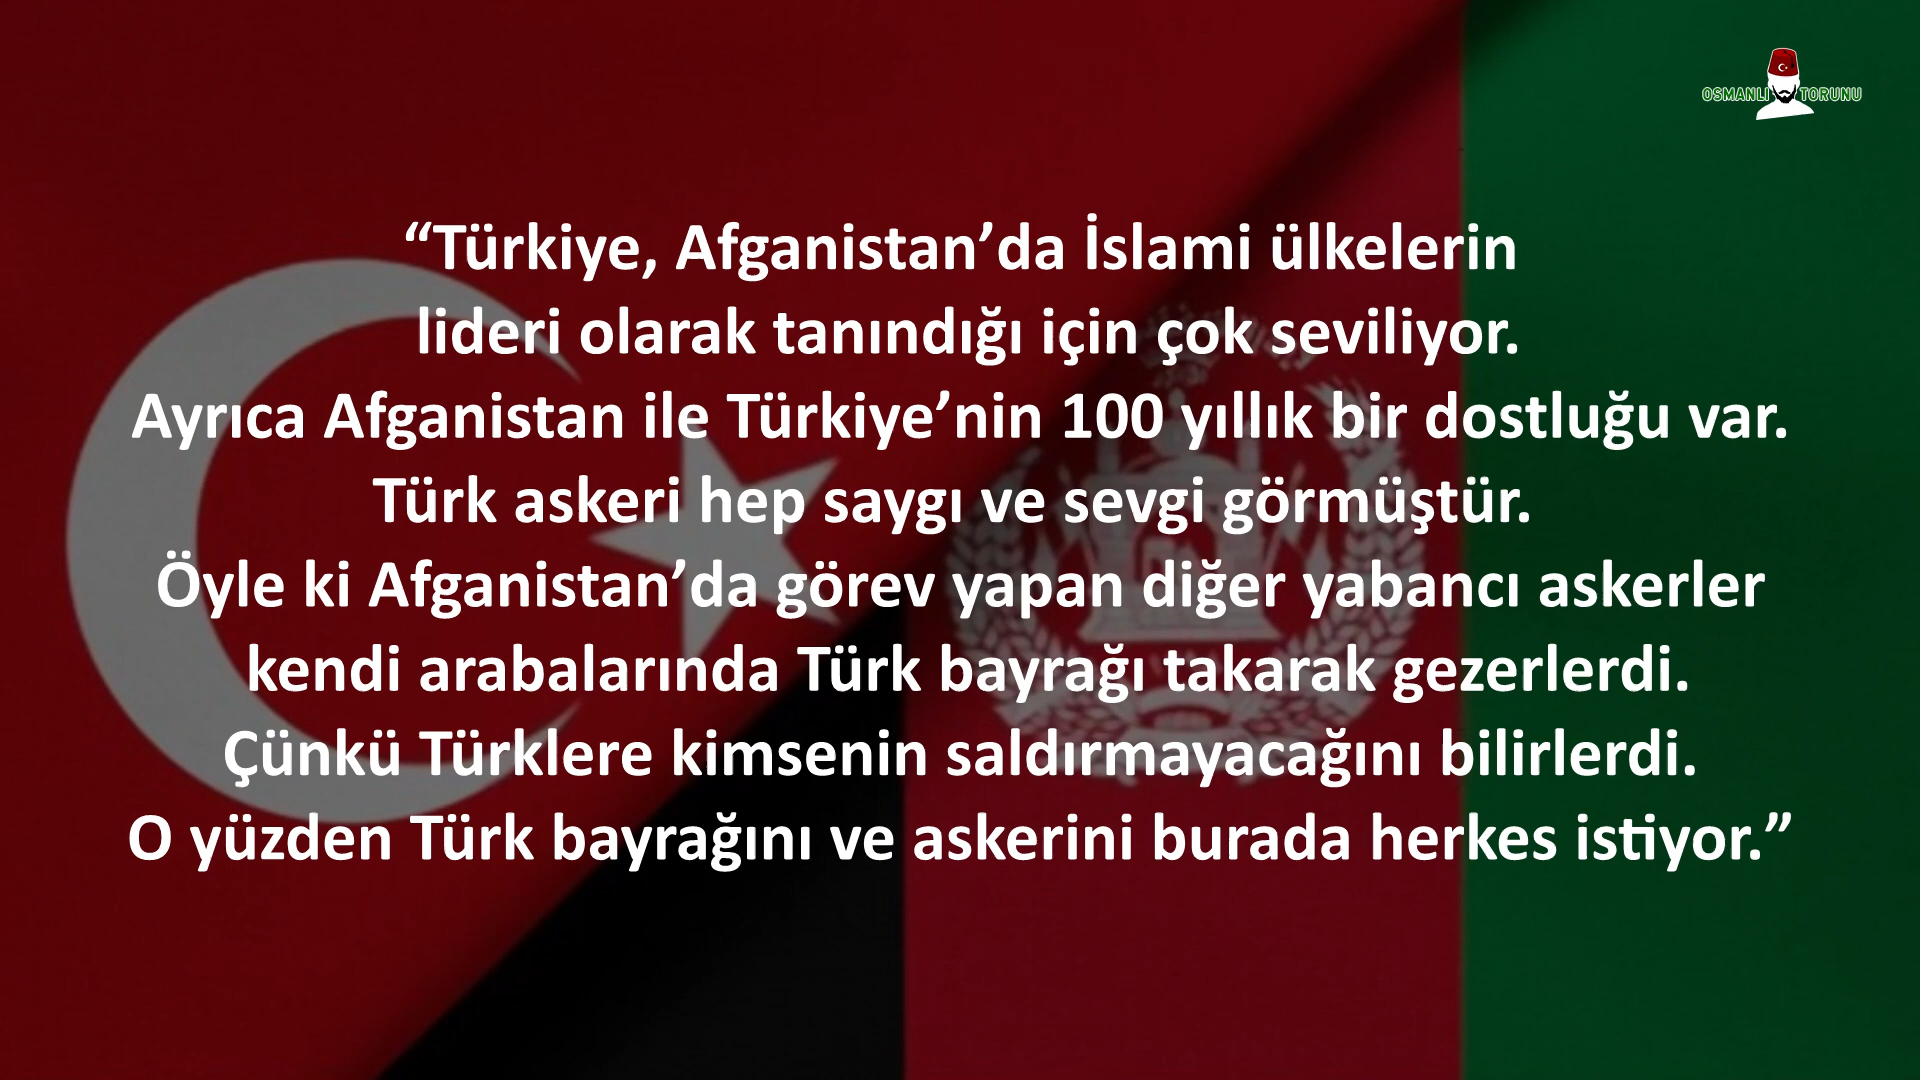 OSMANLI TORUNU
“Türkiye, Afganistan’da İslami ülkelerin
lideri olarak tanındığı için çok seviliyor.
Ayrıca Afganistan ile Türkiye’nin 100 yıllık bir dostluğu var.
Türk askeri hep saygı ve sevgi görmüştür.
Öyle ki Afganistan’da görev yapan diğer yabancı askerler
kendi arabalarında Türk bayrağı takarak gezerlerdi.
Çünkü Türklere kimsenin saldırmayacağını bilirlerdi.
O yüzden Türk bayrağını ve askerini burada herkes istiyor.”